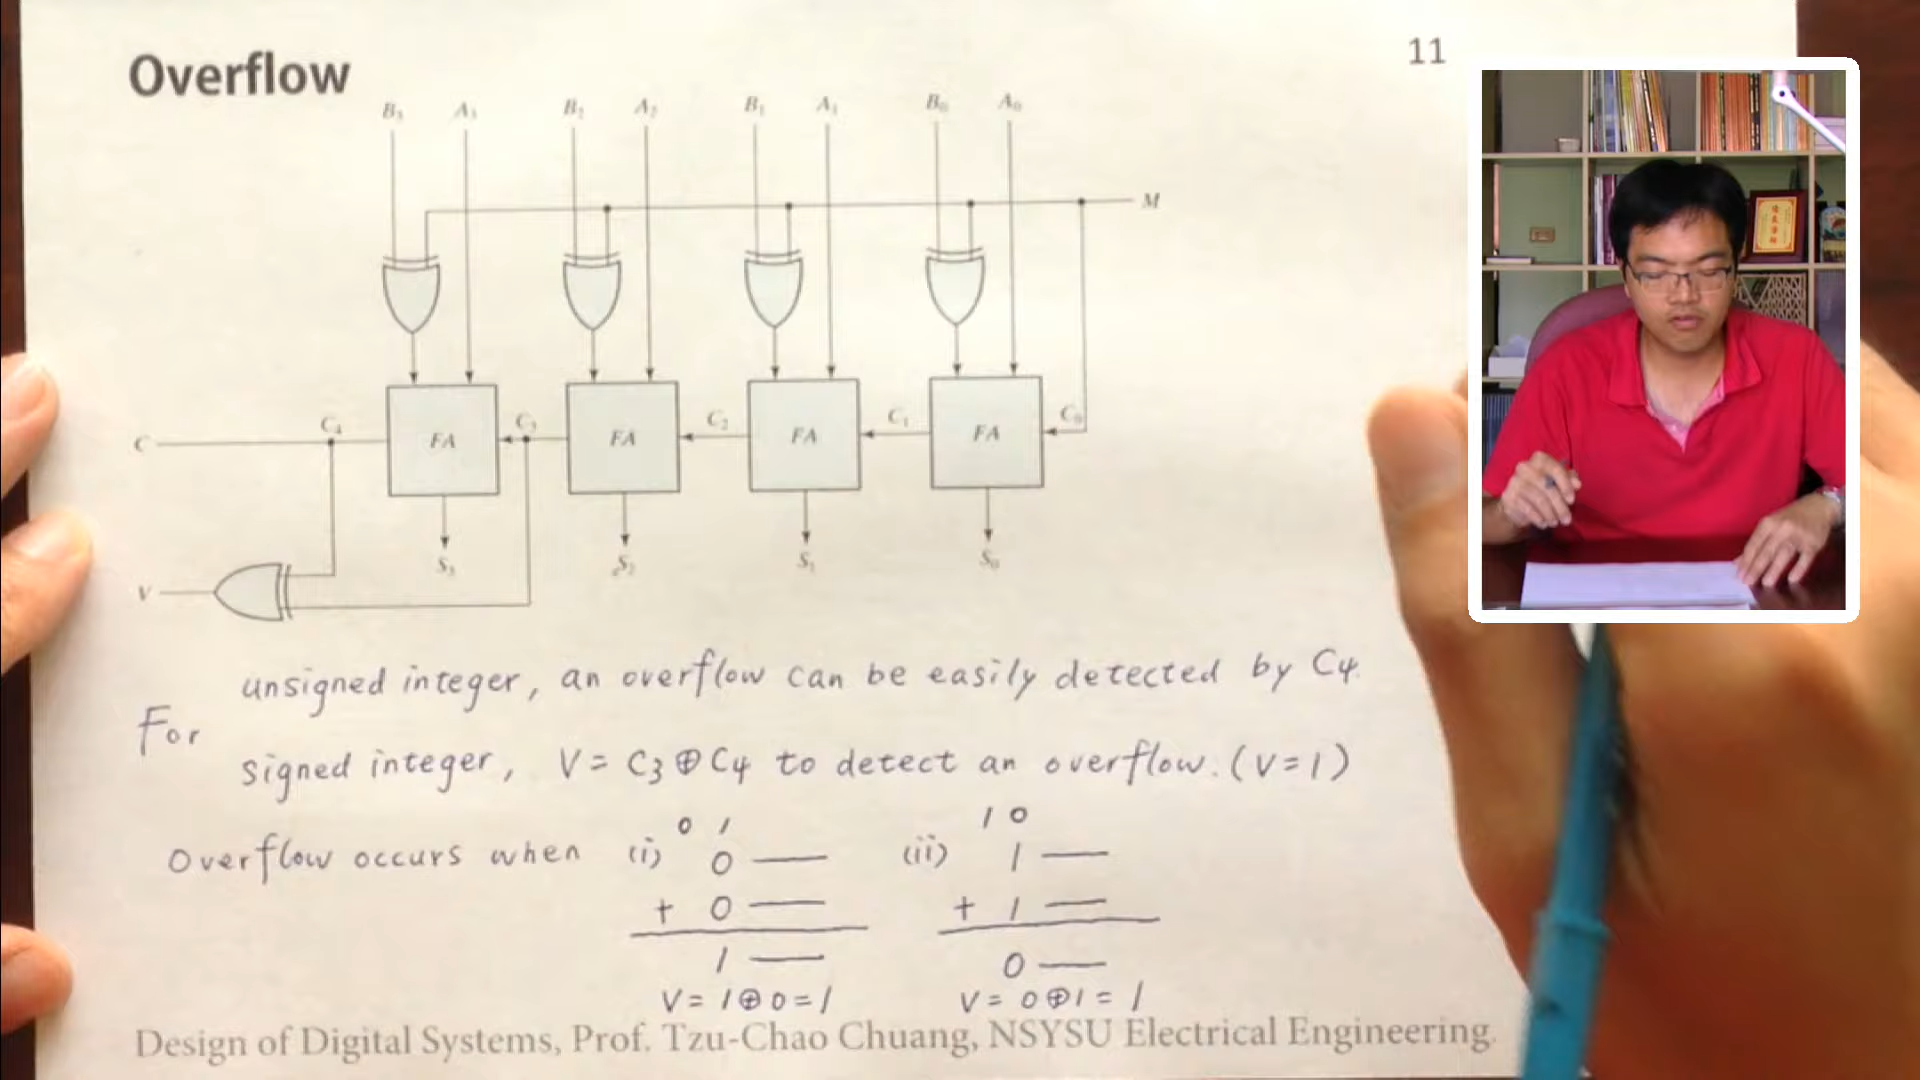 Overflow
11
B₃ A₃ B₂ A₂ B₁ A₁ B₀ A₀
M
C C₄ FA C₃ FA C₂ FA C₁ FA C₀
S₃ S₂ S₁ S₀
V
unsigned integer, an overflow can be easily detected by C4.
For
signed integer, V = C3 ⊕ C4 to detect an overflow. (V=1)
0 1 1 0
Overflow occurs when (i) 0 — (ii) 1 —
+ 0 — + 1 —
1 — 0 —
V = 1⊕0 = 1 V = 0⊕1 = 1
Design of Digital Systems, Prof. Tzu-Chao Chuang, NSYSU Electrical Engineering.